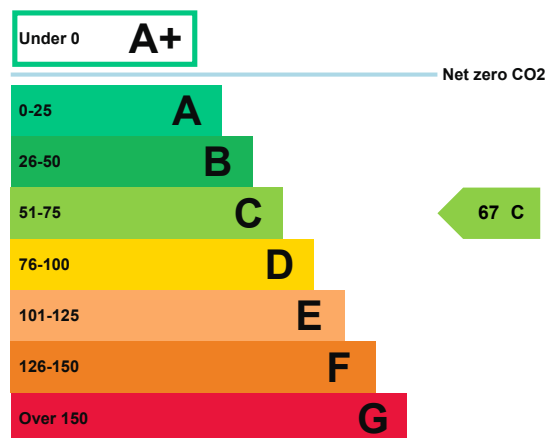 Under 0 A+
Net zero CO2
0-25 A
26-50 B
51-75 C
67 C
76-100 D
101-125 E
126-150 F
Over 150 G